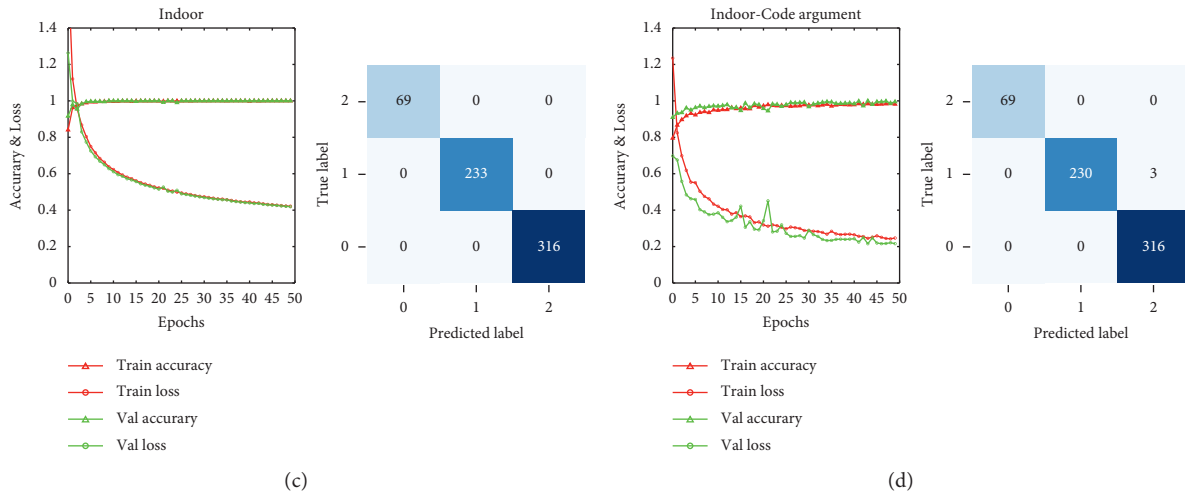 Indoor
1.4
1.2
1
0.8
0.6
0.4
0.2
0
Accurary & Loss
0 5 10 15 20 25 30 35 40 45 50
Epochs
True label
2 69 0 0
1 0 233 0
0 0 0 316
0 1 2
Predicted label
Train accuracy
Train loss
Val accurary
Val loss
(c)
Indoor-Code argument
1.4
1.2
1
0.8
0.6
0.4
0.2
0
Accurary & Loss
0 5 10 15 20 25 30 35 40 45 50
Epochs
True label
2 69 0 0
1 0 230 3
0 0 0 316
0 1 2
Predicted label
Train accuracy
Train loss
Val accurary
Val loss
(d)